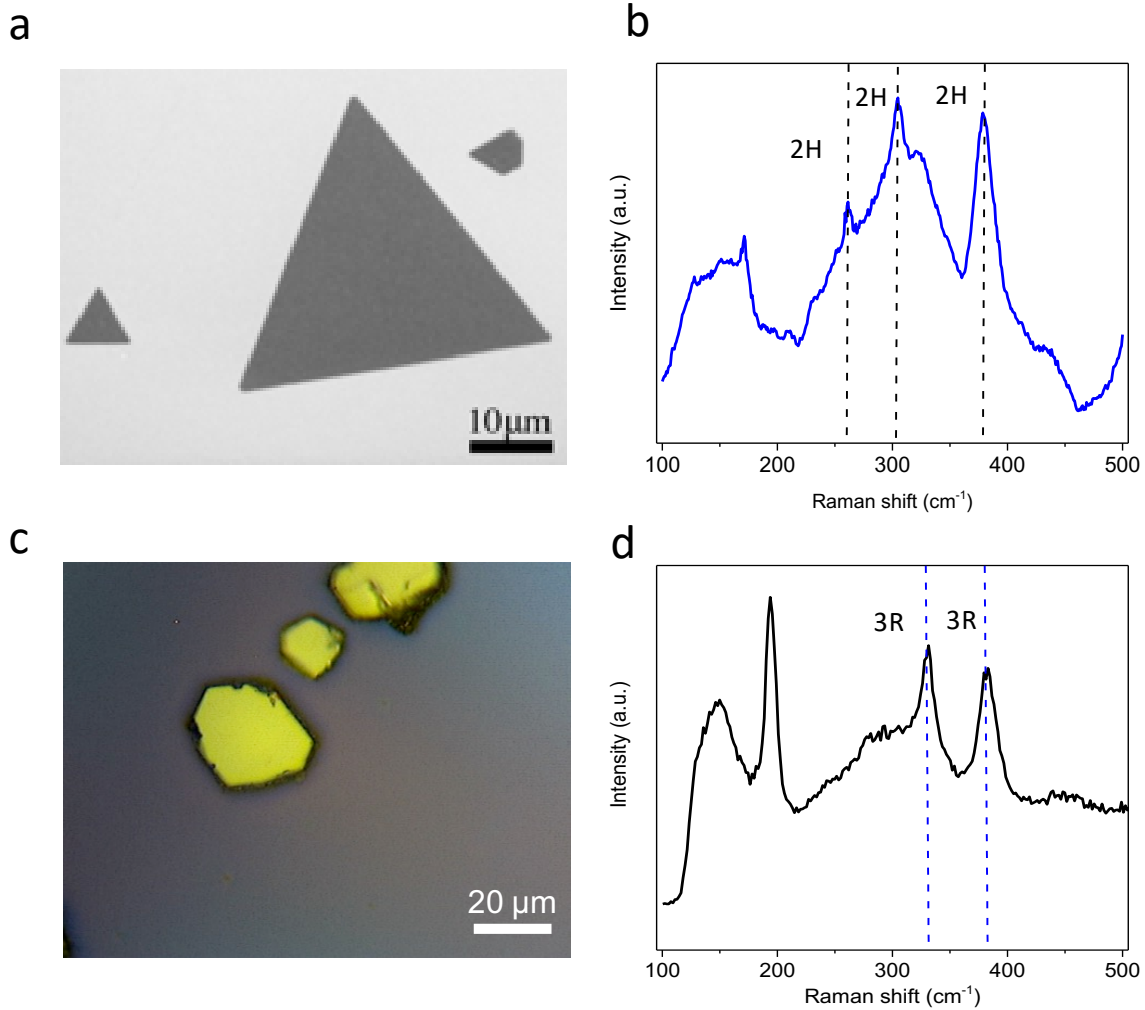 a
10μm
b
2H
2H
2H
Intensity (a.u.)
100
200
300
400
500
Raman shift (cm⁻¹)
c
20 μm
d
3R
3R
Intensity (a.u.)
100
200
300
400
500
Raman shift (cm⁻¹)